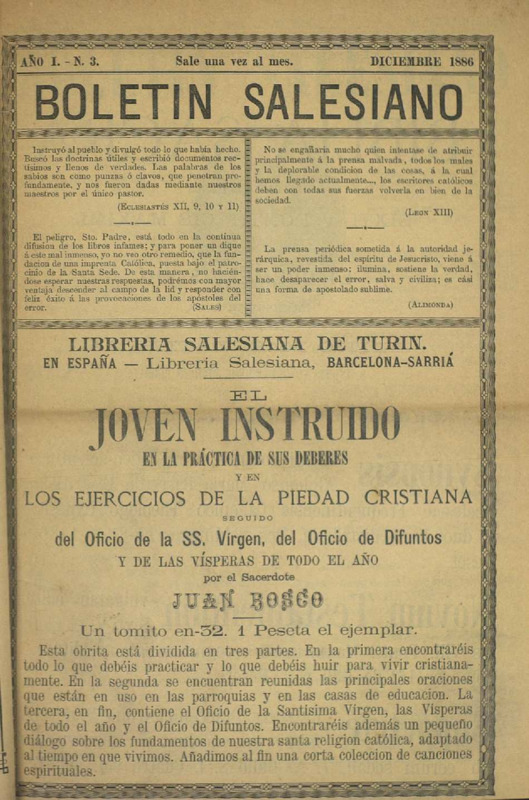 AÑO I. - N. 3. Sale una vez al mes. DICIEMBRE 1886
BOLETIN SALESIANO
Instruyó al pueblo y divulgó todo lo que había hecho.
Buscó las doctrinas útiles y escribió documentos rec-
tísimos y llenos de verdades. Las palabras de los
sabios son como punzas ó clavos, que penetran pro-
fundamente, y nos fueron dadas mediante nuestros
maestros por el único pastor.
(ECLESIASTÉS XII, 9, 10 Y 11)
El peligro, Sto. Padre, está todo en la continua
difusion de los libros infames; y para poner un dique
á este mal inmenso, yo no veo otro remedio, que la fun-
dacion de una imprenta Católica, puesta bajo el patro-
cinio de la Santa Sede. De esta manera, no hacién-
dose esperar nuestras respuestas, podrémos con mayor
ventaja descender al campo de la lid y responder con
feliz éxito á las provocaciones de los apóstoles del
error. (SALES)
No se engañaría mucho quien intentase de atribuir
principalmente á la prensa malvada, todos los males
y la deplorable condicion de las cosas, á la cual
hemos llegado actualmente..., los escritores católicos
deben con todas sus fuerzas volverla en bien de la
sociedad.
(LEON XIII)
La prensa periódica sometida á la autoridad je-
rárquica, revestida del espíritu de Jesucristo, viene á
ser un poder inmenso; ilumina, sostiene la verdad,
hace desaparecer el error, salva y civiliza; es cási
una forma de apostolado sublime.
(ALIMONDA)
LIBRERIA SALESIANA DE TURIN.
EN ESPAÑA — Libreria Salesiana, BARCELONA-SARRIÁ
EL
JOVEN INSTRUIDO
EN LA PRÁCTICA DE SUS DEBERES
Y EN
LOS EJERCICIOS DE LA PIEDAD CRISTIANA
SEGUIDO
del Oficio de la SS. Vírgen, del Oficio de Difuntos
Y DE LAS VÍSPERAS DE TODO EL AÑO
por el Sacerdote
JUAN BOSCO
Un tomito en-32. 1 Peseta el ejemplar.
Esta óbrita está dividida en tres partes. En la primera encontraréis
todo lo que debéis practicar y lo que debéis huir para vivir cristiana-
mente. En la segunda se encuentran reunidas las principales oraciones
que están en uso en las parroquias y en las casas de educacion. La
tercera, en fin, contiene el Oficio de la Santísima Vírgen, las Vísperas
de todo el año y el Oficio de Difuntos. Encontraréis además un pequeño
diálogo sobre los fundamentos de nuestra santa religion católica, adaptado
al tiempo en que vivimos. Añadimos al fin una corta coleccion de canciones
espirituales.